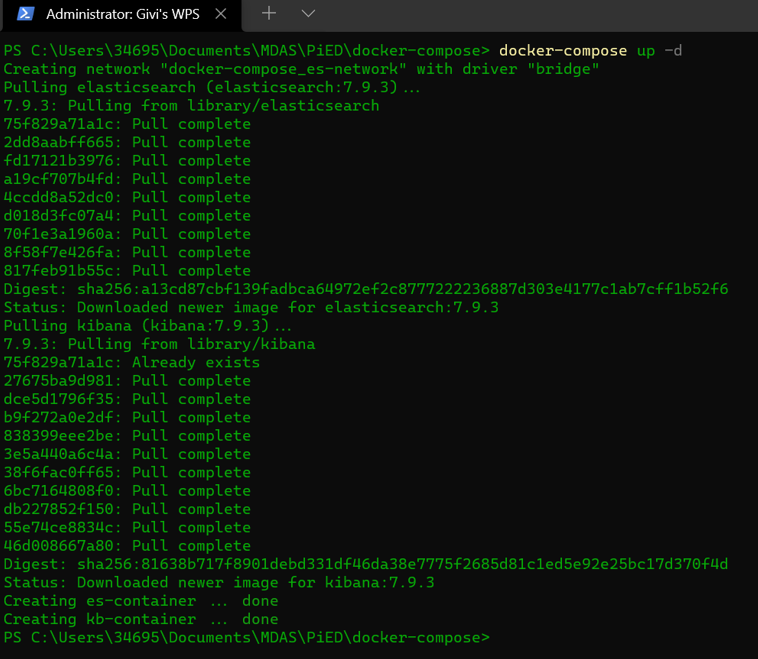 Administrator: Givi's WPS
PS C:\Users\34695\Documents\MDAS\PiED\docker-compose> docker-compose up -d
Creating network "docker-compose_es-network" with driver "bridge"
Pulling elasticsearch (elasticsearch:7.9.3)...
7.9.3: Pulling from library/elasticsearch
75f829a71a1c: Pull complete
2dd8aabff665: Pull complete
fd17121b3976: Pull complete
a19cf707b4fd: Pull complete
4ccdd8a52dc0: Pull complete
d018d3fc07a4: Pull complete
70f1e3a1960a: Pull complete
8f58f7e426fa: Pull complete
817feb91b55c: Pull complete
Digest: sha256:a13cd87cbf139fadbca64972ef2c8777222236887d303e4177c1ab7cff1b52f6
Status: Downloaded newer image for elasticsearch:7.9.3
Pulling kibana (kibana:7.9.3)...
7.9.3: Pulling from library/kibana
75f829a71a1c: Already exists
27675ba9d981: Pull complete
dce5d1796f35: Pull complete
b9f272a0e2df: Pull complete
838399eee2be: Pull complete
3e5a440a6c4a: Pull complete
38f6fac0ff65: Pull complete
6bc7164808f0: Pull complete
db227852f150: Pull complete
55e74ce8834c: Pull complete
46d008667a80: Pull complete
Digest: sha256:81638b717f8901debd331df46da38e7775f2685d81c1ed5e92e25bc17d370f4d
Status: Downloaded newer image for kibana:7.9.3
Creating es-container ... done
Creating kb-container ... done
PS C:\Users\34695\Documents\MDAS\PiED\docker-compose>